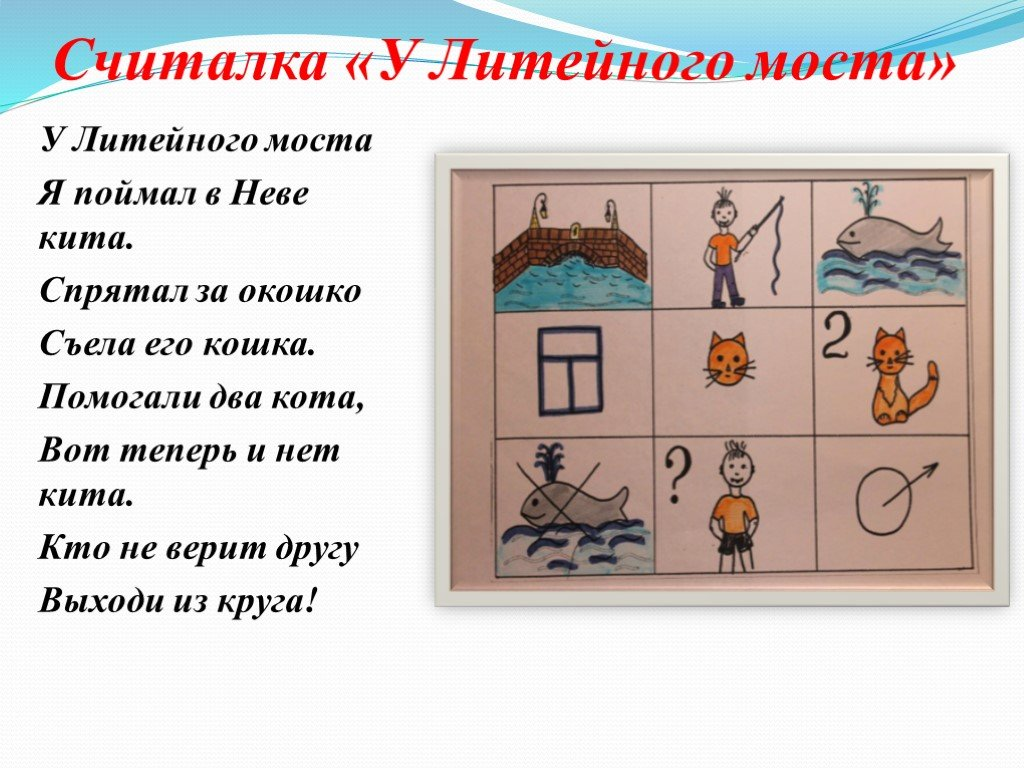 Считалка «У Литейного моста»
У Литейного моста
Я поймал в Неве
кита.
Спрятал за окошко
Съела его кошка.
Помогали два кота,
Вот теперь и нет
кита.
Кто не верит другу
Выходи из круга!
2
?